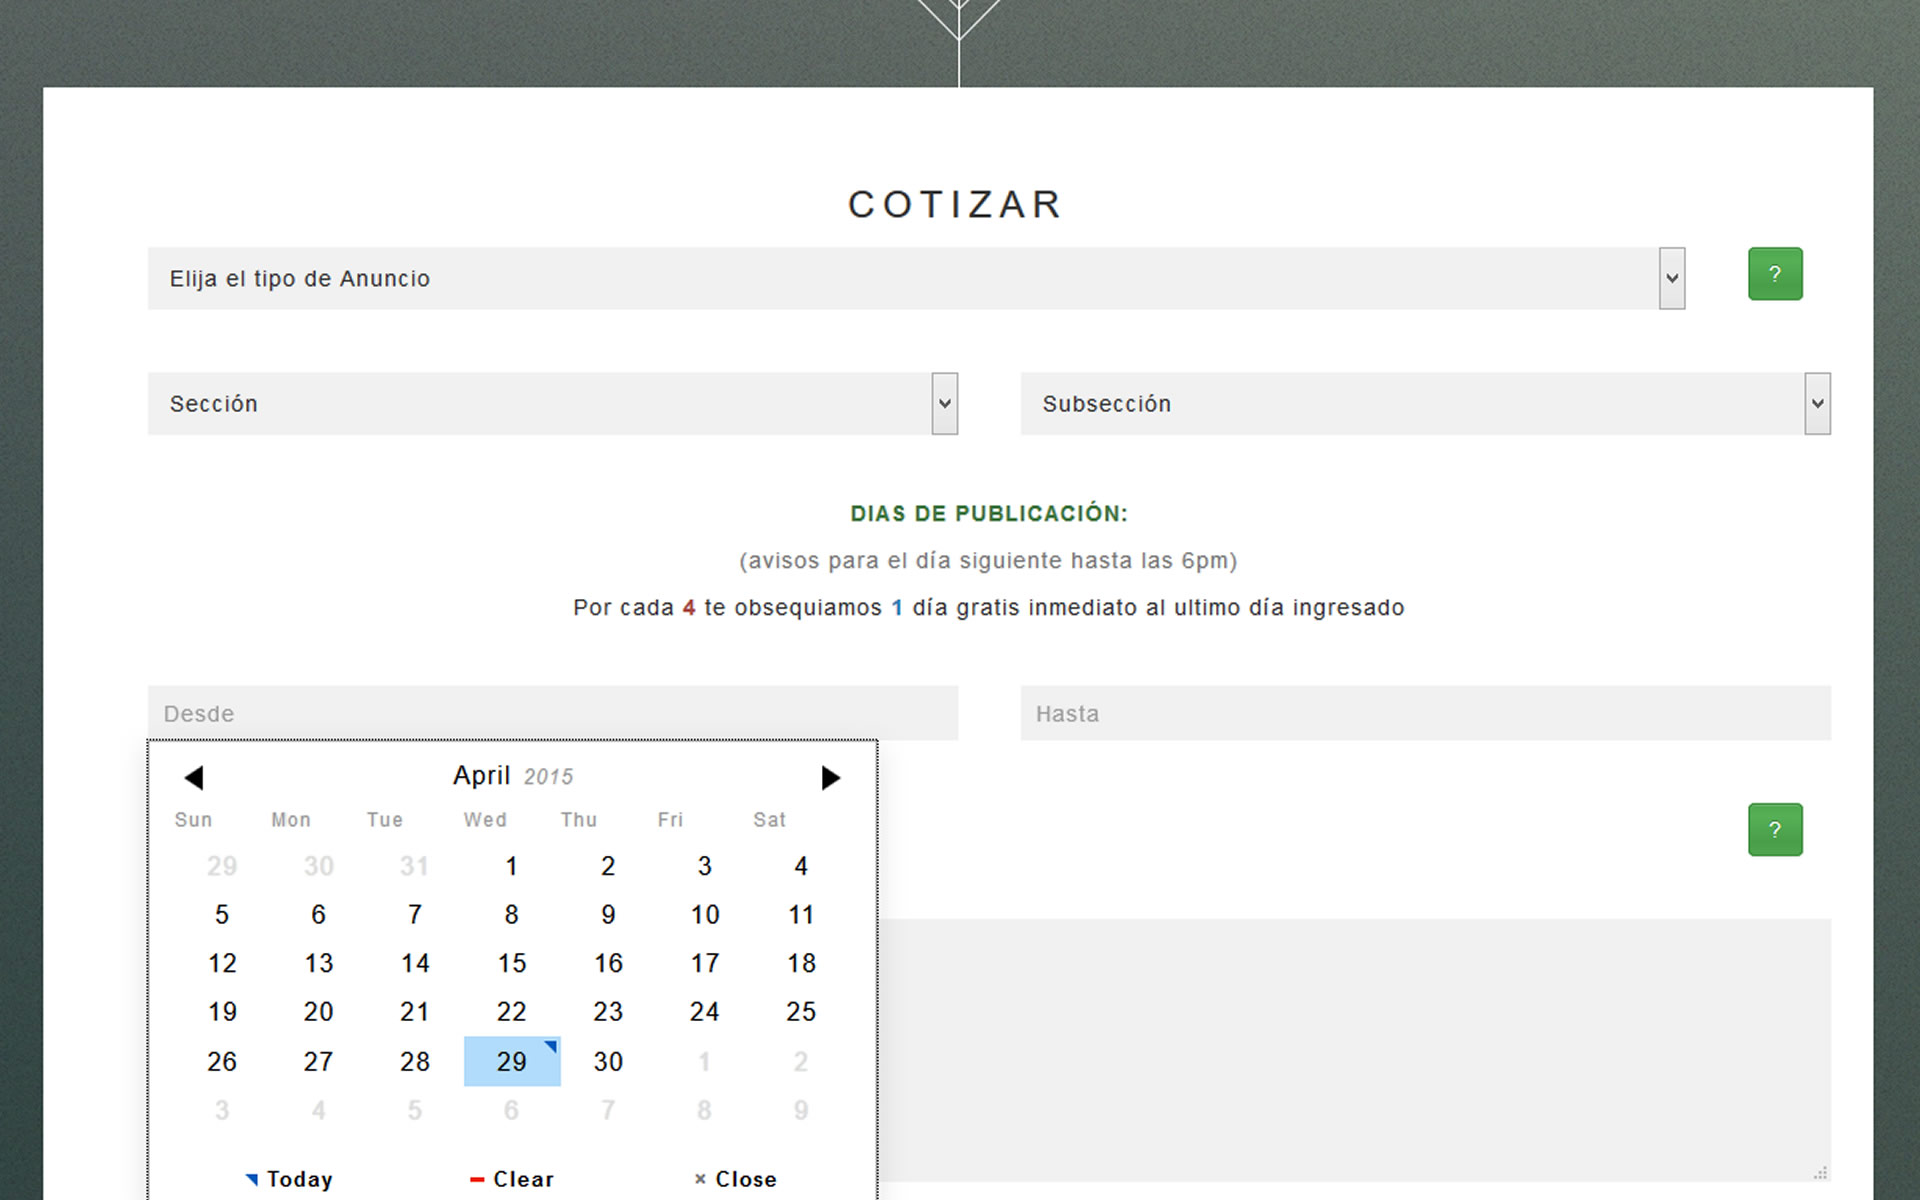 COTIZAR
Elija el tipo de Anuncio
?
Sección
Subsección
DIAS DE PUBLICACIÓN:
(avisos para el día siguiente hasta las 6pm)
Por cada 4 te obsequiamos 1 día gratis inmediato al ultimo día ingresado
Desde
Hasta
April 2015
Sun Mon Tue Wed Thu Fri Sat
?
29 30 31 1 2 3 4
5 6 7 8 9 10 11
12 13 14 15 16 17 18
19 20 21 22 23 24 25
26 27 28 29 30 1 2
3 4 5 6 7 8 9
Today
Clear
× Close